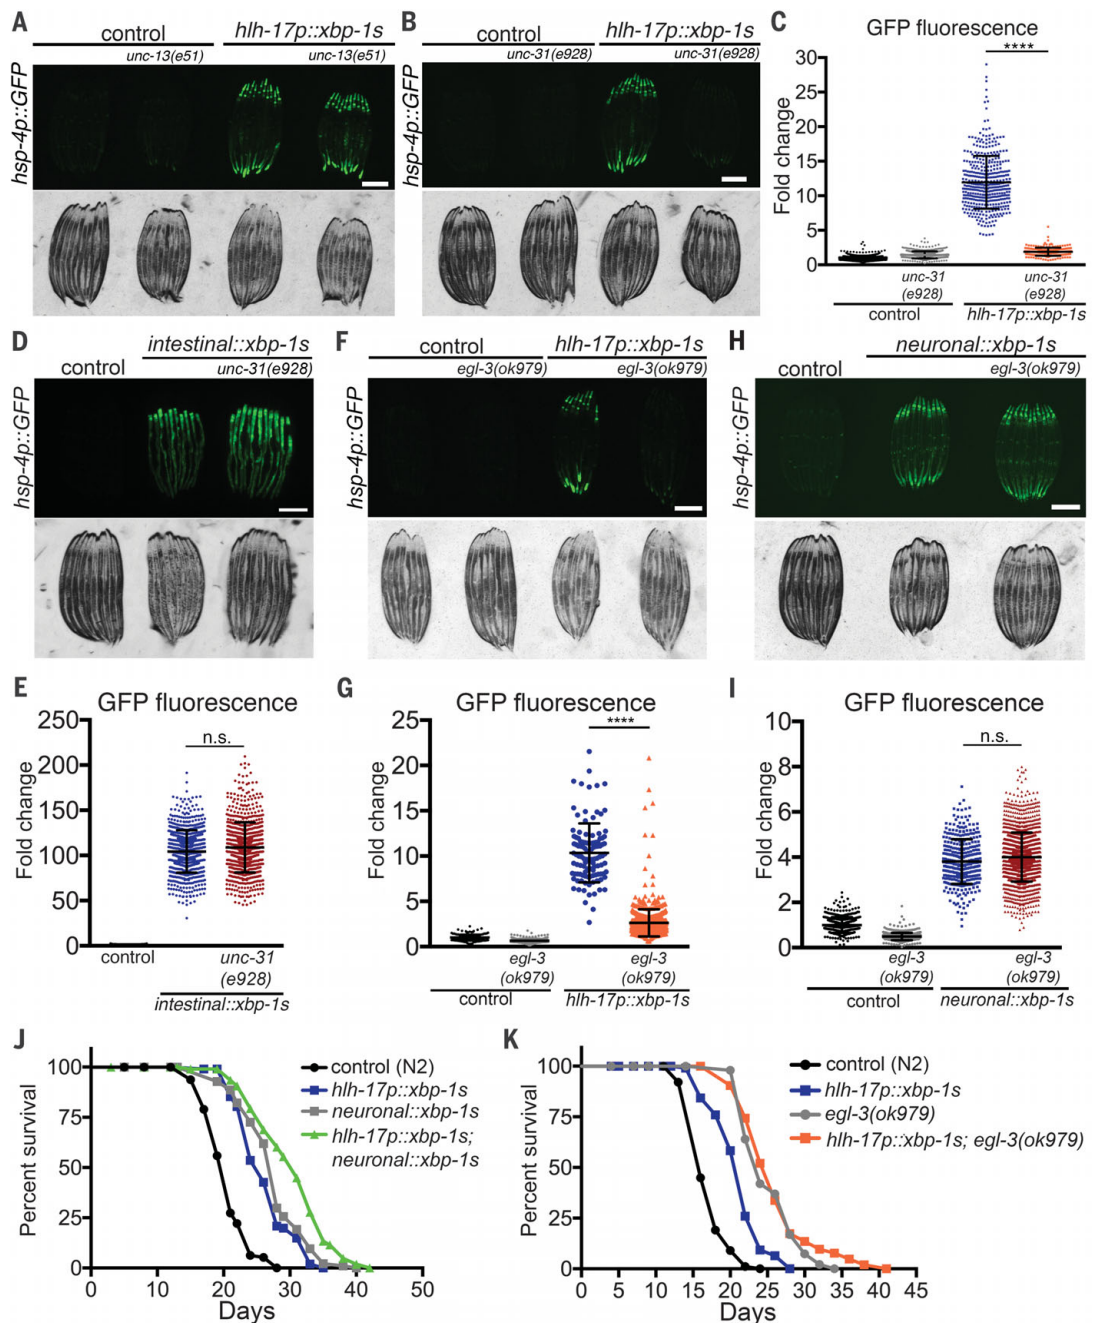 A
control
hlh-17p::xbp-1s
unc-13(e51)
unc-13(e51)
hsp-4p::GFP
B
control
hlh-17p::xbp-1s
unc-31(e928)
unc-31(e928)
hsp-4p::GFP
C
GFP fluorescence
****
Fold change
30
25
20
15
10
5
0
unc-31
(e928)
unc-31
(e928)
control
hlh-17p::xbp-1s
D
intestinal::xbp-1s
control
unc-31(e928)
hsp-4p::GFP
F
control
hlh-17p::xbp-1s
egl-3(ok979)
egl-3(ok979)
hsp-4p::GFP
H
neuronal::xbp-1s
control
egl-3(ok979)
hsp-4p::GFP
E
GFP fluorescence
n.s.
Fold change
250
200
150
100
50
0
control
unc-31
(e928)
intestinal::xbp-1s
G
GFP fluorescence
****
Fold change
25
20
15
10
5
0
egl-3
(ok979)
egl-3
(ok979)
control
hlh-17p::xbp-1s
I
GFP fluorescence
n.s.
Fold change
10
8
6
4
2
0
egl-3
(ok979)
egl-3
(ok979)
control
neuronal::xbp-1s
J
Percent survival
100
75
50
25
0
0 10 20 30 40 50
Days
control (N2)
hlh-17p::xbp-1s
neuronal::xbp-1s
hlh-17p::xbp-1s;
neuronal::xbp-1s
K
Percent survival
100
75
50
25
0
0 5 10 15 20 25 30 35 40 45
Days
control (N2)
hlh-17p::xbp-1s
egl-3(ok979)
hlh-17p::xbp-1s; egl-3(ok979)